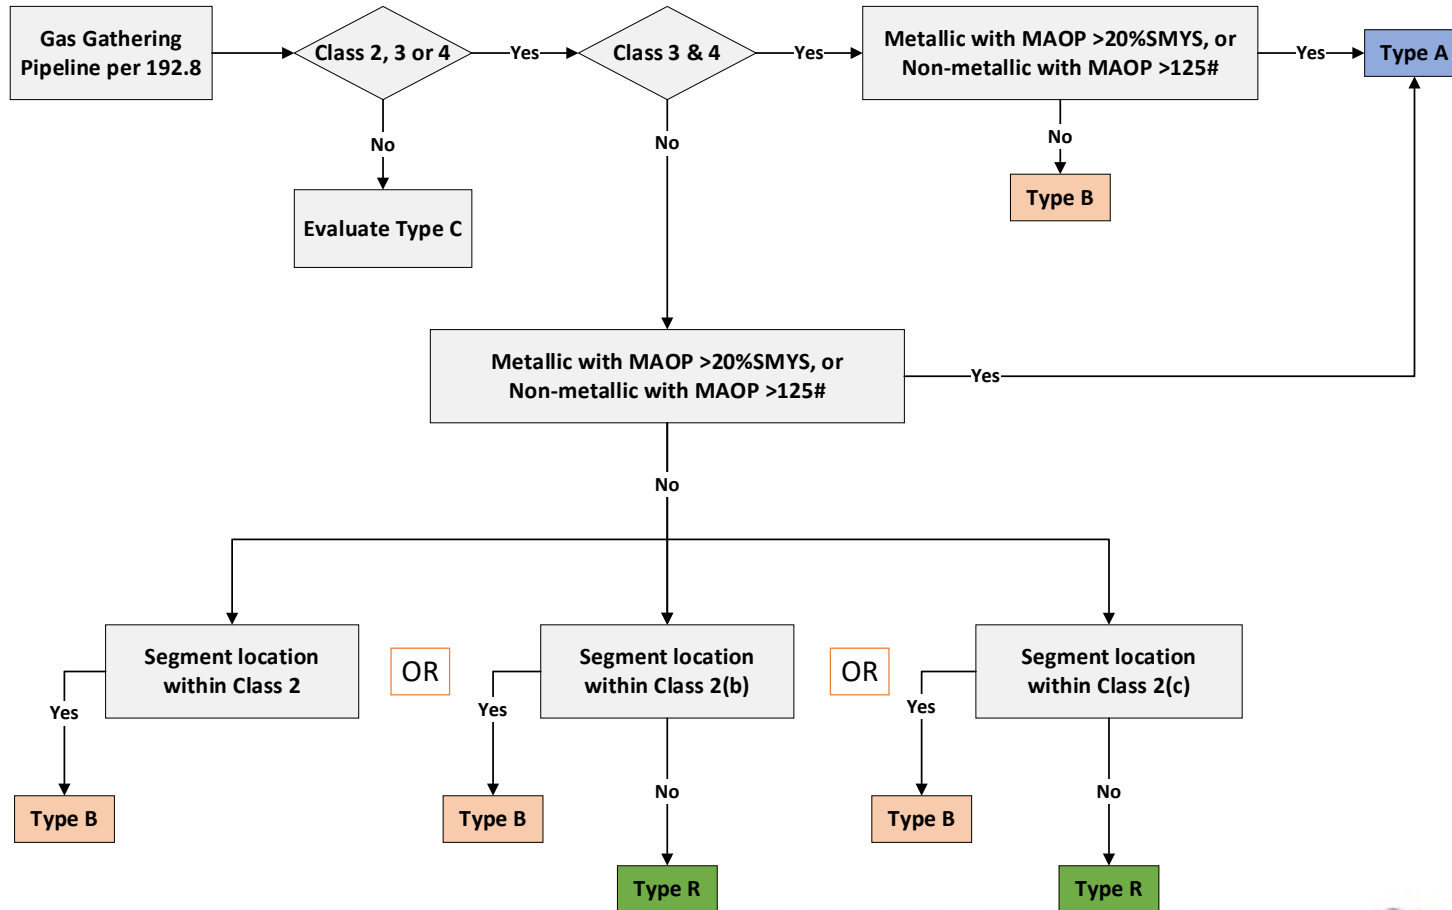 Gas Gathering
Pipeline per 192.8
Class 2, 3 or 4
Yes
Class 3 & 4
Yes
Metallic with MAOP >20%SMYS, or
Non-metallic with MAOP >125#
Yes
Type A
No
No
No
Evaluate Type C
Type B
Metallic with MAOP >20%SMYS, or
Non-metallic with MAOP >125#
Yes
No
Segment location
within Class 2
OR
Segment location
within Class 2(b)
OR
Segment location
within Class 2(c)
Yes
Yes
Yes
Type B
Type B
No
Type B
No
Type R
Type R